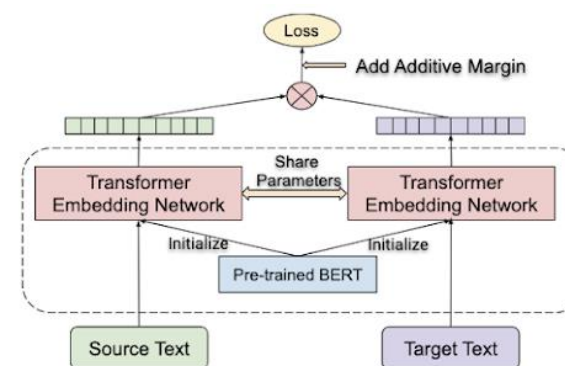 Loss
Add Additive Margin
Share
Parameters
Transformer
Embedding Network
Transformer
Embedding Network
Initialize
Initialize
Pre-trained BERT
Source Text
Target Text